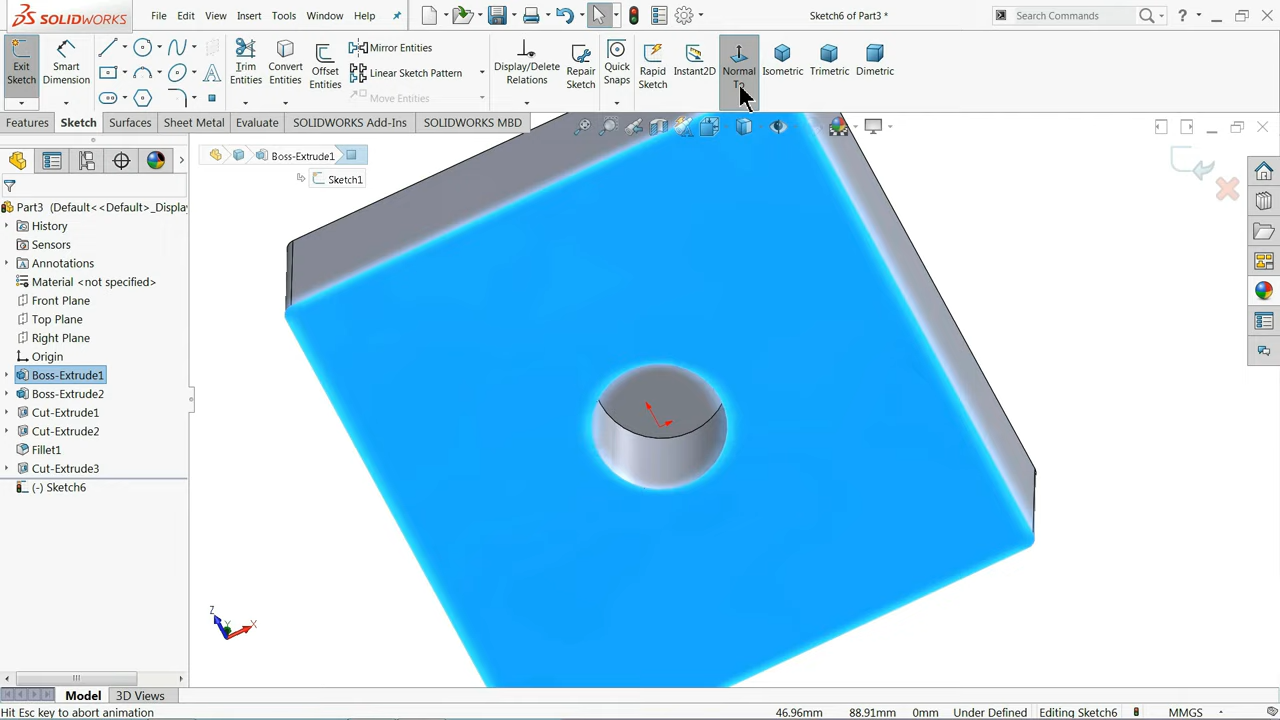 SOLIDWORKS
File
Edit
View
Insert
Tools
Window
Help
Sketch6 of Part3 *
Search Commands
Exit Sketch
Smart Dimension
Trim Entities
Convert Entities
Offset Entities
Mirror Entities
Linear Sketch Pattern
Move Entities
Display/Delete Relations
Repair Sketch
Quick Snaps
Rapid Sketch
Instant2D
Normal To
Isometric
Trimetric
Dimetric
Features
Sketch
Surfaces
Sheet Metal
Evaluate
SOLIDWORKS Add-Ins
SOLIDWORKS MBD
Boss-Extrude1
Sketch1
Part3 (Default<<Default>_Display
History
Sensors
Annotations
Material <not specified>
Front Plane
Top Plane
Right Plane
Origin
Boss-Extrude1
Boss-Extrude2
Cut-Extrude1
Cut-Extrude2
Fillet1
Cut-Extrude3
(-) Sketch6
Z
Y
X
Model
3D Views
Hit Esc key to abort animation
46.96mm
88.91mm
0mm
Under Defined
Editing Sketch6
MMGS